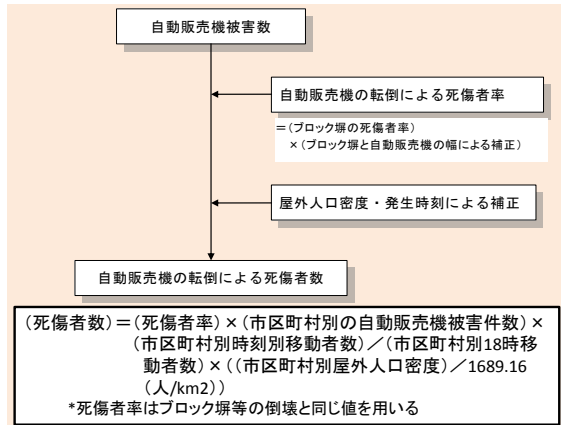 自動販売機被害数
自動販売機の転倒による死傷者率
=(ブロック塀の死傷者率)
×(ブロック塀と自動販売機の幅による補正)
屋外人口密度・発生時刻による補正
自動販売機の転倒による死傷者数
(死傷者数)=(死傷者率)×(市区町村別の自動販売機被害件数)×
(市区町村別時刻別移動者数)/(市区町村別18時移
動者数)×((市区町村別屋外人口密度)/1689.16
(人/km2))
*死傷者率はブロック塀等の倒壊と同じ値を用いる